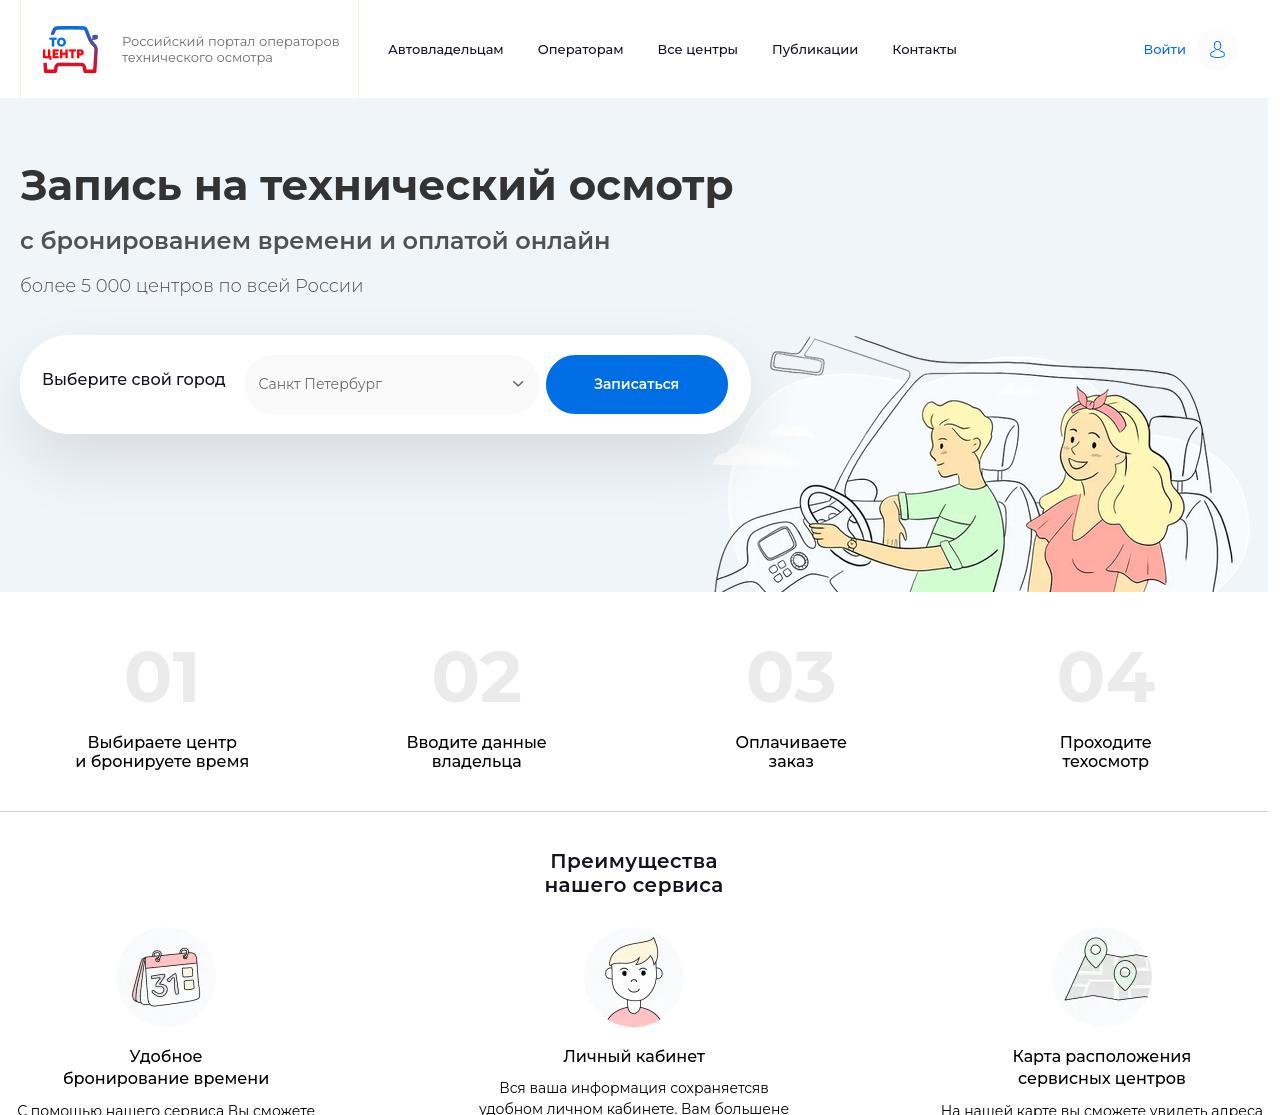 ТО
ЦЕНТР
Российский портал операторов
технического осмотра
Автовладельцам
Операторам
Все центры
Публикации
Контакты
Войти
Запись на технический осмотр
с бронированием времени и оплатой онлайн
более 5 000 центров по всей России
Выберите свой город
Санкт Петербург
Записаться
01
02
03
04
Выбираете центр
и бронируете время
Вводите данные
владельца
Оплачиваете
заказ
Проходите
техосмотр
Преимущества
нашего сервиса
31
Удобное
бронирование времени
С помощью нашего сервиса Вы сможете
Личный кабинет
Вся ваша информация сохраняетсяв
удобном личном кабинете. Вам большене
Карта расположения
сервисных центров
На нашей карте вы сможете увидеть адреса